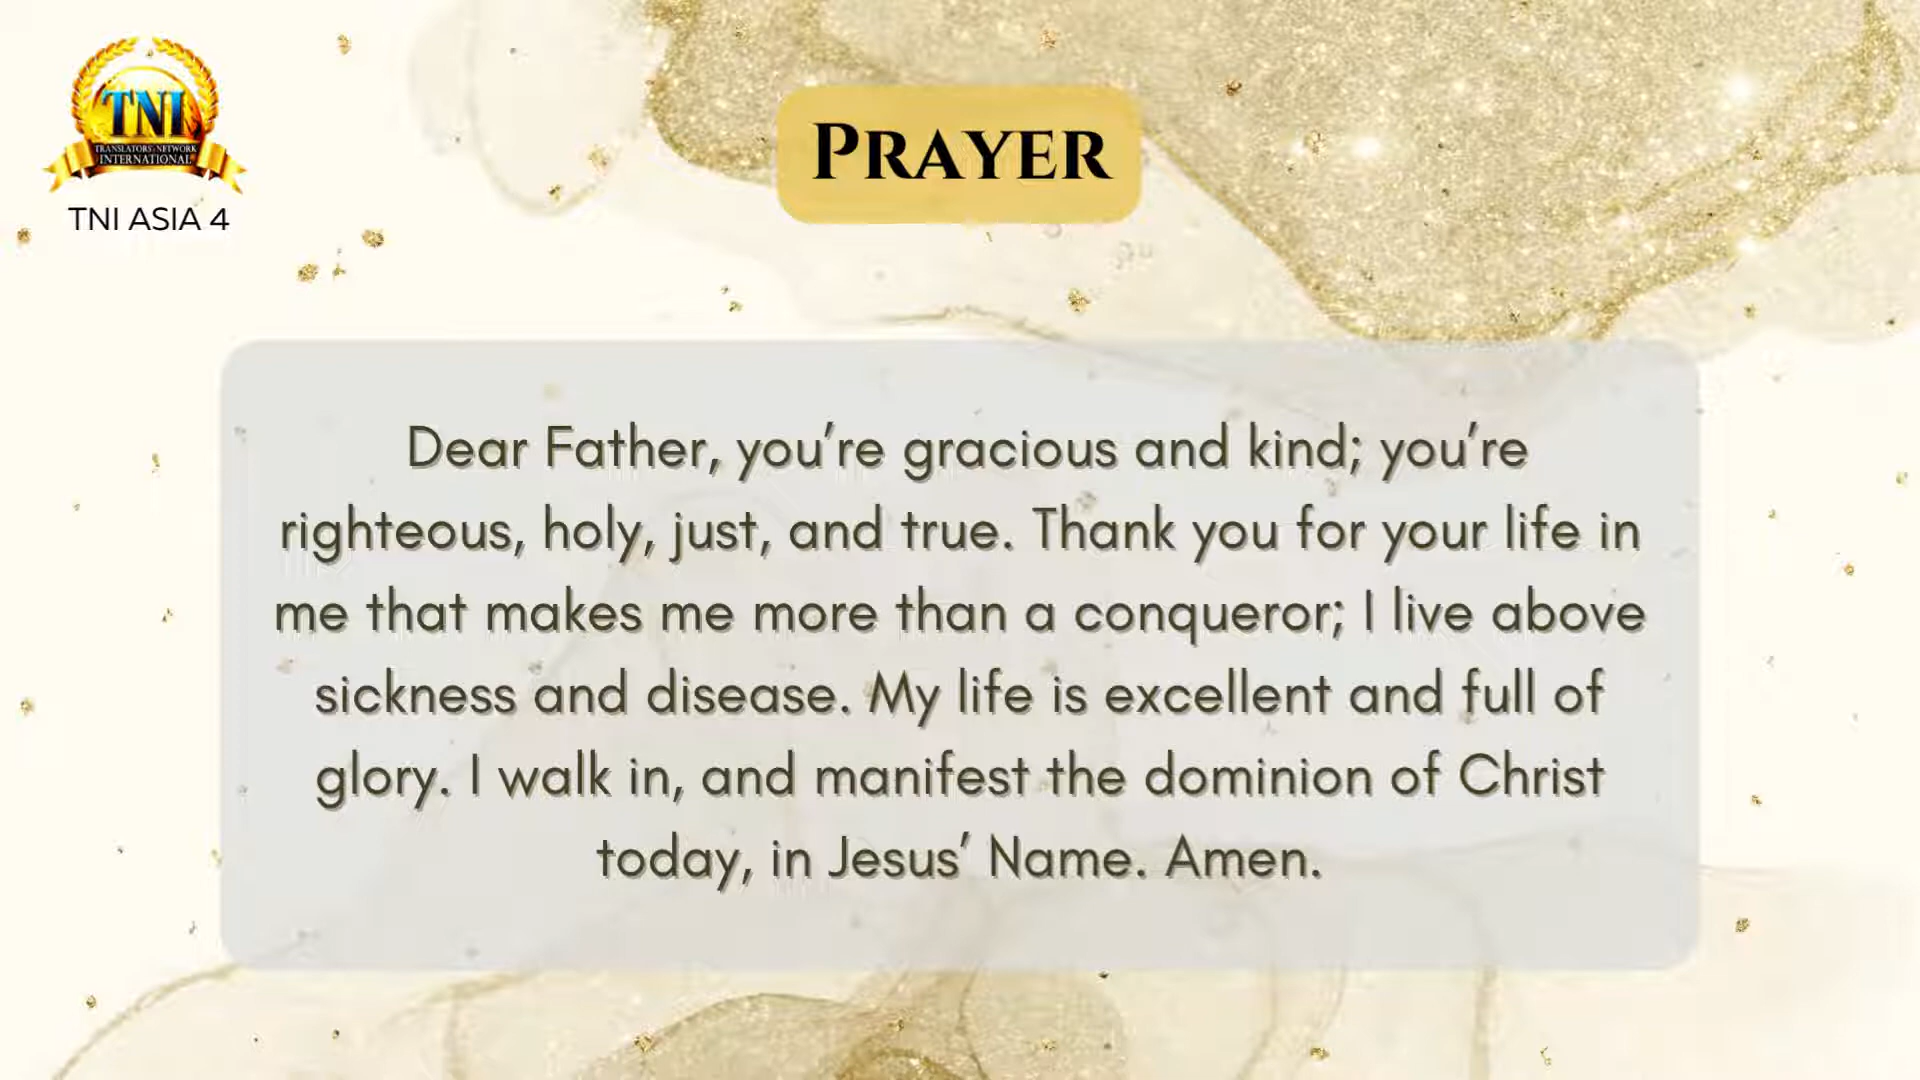 TNI
TRANSLATORS NETWORK
INTERNATIONAL
TNI ASIA 4
PRAYER
Dear Father, you’re gracious and kind; you’re
righteous, holy, just, and true. Thank you for your life in
me that makes me more than a conqueror; I live above
sickness and disease. My life is excellent and full of
glory. I walk in, and manifest the dominion of Christ
today, in Jesus’ Name. Amen.